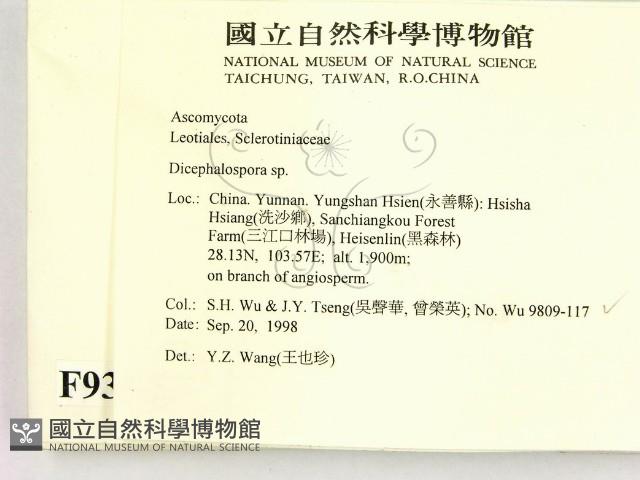 國立自然科學博物館
NATIONAL MUSEUM OF NATURAL SCIENCE
TAICHUNG, TAIWAN, R.O.CHINA
Ascomycota
Leotiales, Sclerotiniaceae
Dicephalospora sp.
Loc.: China. Yunnan. Yungshan Hsien(永善縣): Hsisha
Hsiang(洗沙鄉), Sanchiangkou Forest
Farm(三江口林場), Heisenlin(黑森林)
28.13N, 103.57E; alt. 1,900m;
on branch of angiosperm.
Col.: S.H. Wu & J.Y. Tseng(吳聲華, 曾榮英); No. Wu 9809-117
Date: Sep. 20, 1998
Det.: Y.Z. Wang(王也珍)
F93
國立自然科學博物館
NATIONAL MUSEUM OF NATURAL SCIENCE